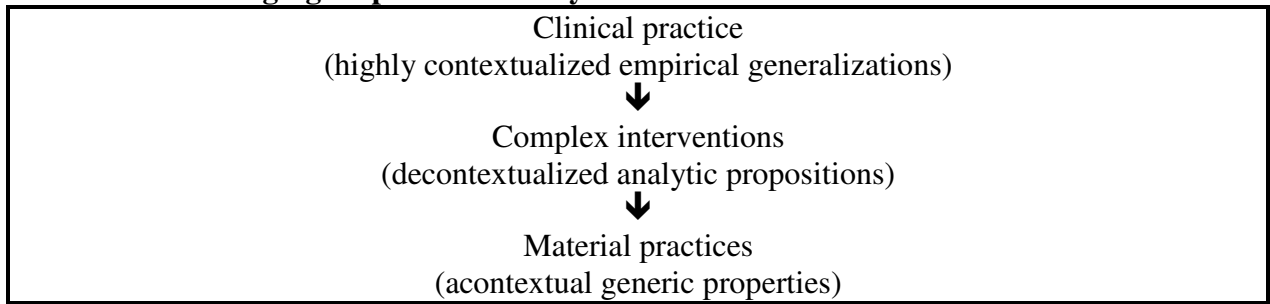 Clinical practice
(highly contextualized empirical generalizations)
Complex interventions
(decontextualized analytic propositions)
Material practices
(acontextual generic properties)